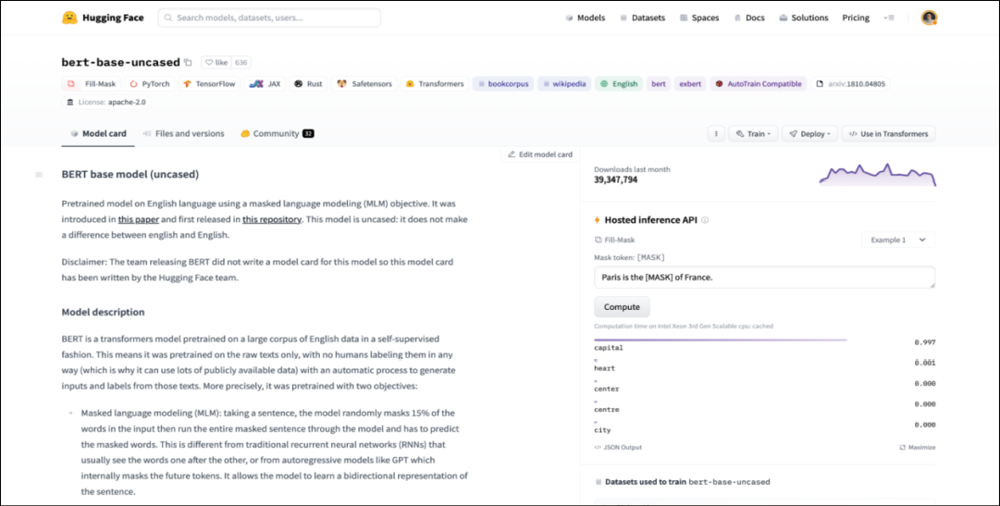 Hugging Face
Search models, datasets, users...
Models
Datasets
Spaces
Docs
Solutions
Pricing
bert-base-uncased
like 636
Fill-Mask PyTorch TensorFlow JAX Rust Safetensors Transformers bookcorpus wikipedia English bert exbert AutoTrain Compatible arxiv:1810.04805
License: apache-2.0
Model card
Files and versions
Community 32
Train
Deploy
Use in Transformers
Edit model card
BERT base model (uncased)
Pretrained model on English language using a masked language modeling (MLM) objective. It was
introduced in this paper and first released in this repository. This model is uncased: it does not make
a difference between english and English.
Disclaimer: The team releasing BERT did not write a model card for this model so this model card
has been written by the Hugging Face team.
Model description
BERT is a transformers model pretrained on a large corpus of English data in a self-supervised
fashion. This means it was pretrained on the raw texts only, with no humans labeling them in any
way (which is why it can use lots of publicly available data) with an automatic process to generate
inputs and labels from those texts. More precisely, it was pretrained with two objectives:
Masked language modeling (MLM): taking a sentence, the model randomly masks 15% of the
words in the input then run the entire masked sentence through the model and has to predict
the masked words. This is different from traditional recurrent neural networks (RNNs) that
usually see the words one after the other, or from autoregressive models like GPT which
internally masks the future tokens. It allows the model to learn a bidirectional representation of
the sentence.
Downloads last month
39,347,794
Hosted inference API
Fill-Mask
Example 1
Mask token: [MASK]
Paris is the [MASK] of France.
Compute
Computation time on Intel Xeon 3rd Gen Scalable cpu: cached
capital 0.997
heart 0.001
center 0.000
centre 0.000
city 0.000
JSON Output
Maximize
Datasets used to train bert-base-uncased